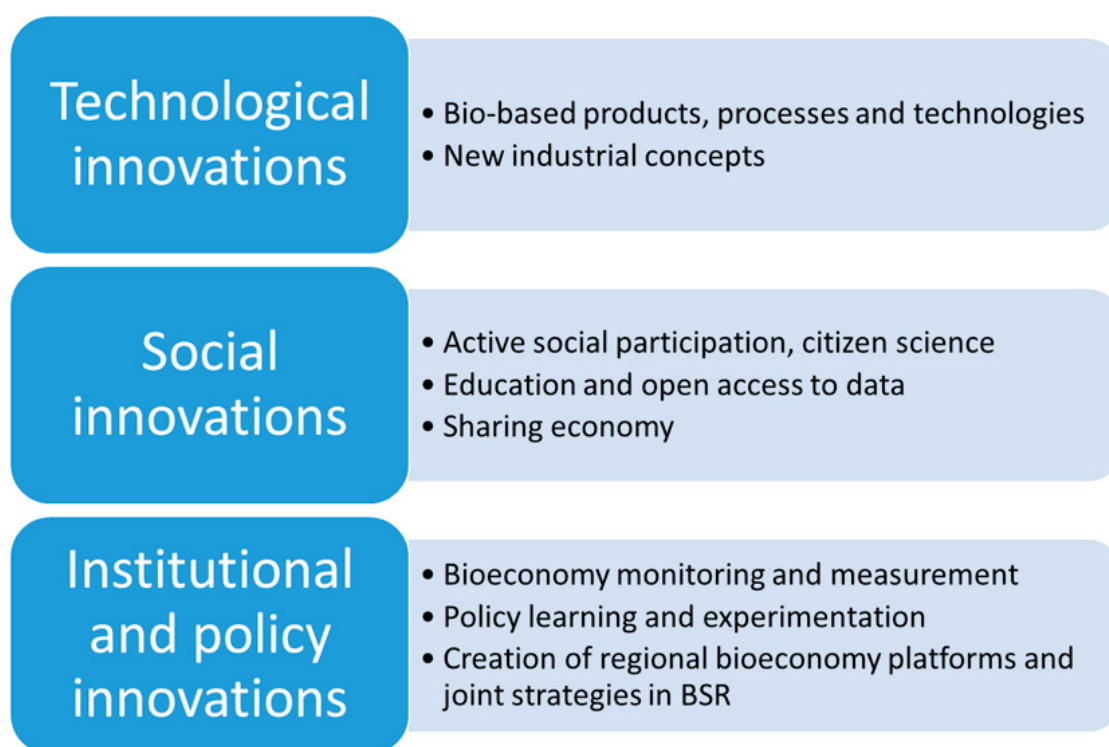 Technological
innovations
• Bio-based products, processes and technologies
• New industrial concepts
Social
innovations
• Active social participation, citizen science
• Education and open access to data
• Sharing economy
Institutional
and policy
innovations
• Bioeconomy monitoring and measurement
• Policy learning and experimentation
• Creation of regional bioeconomy platforms and
joint strategies in BSR